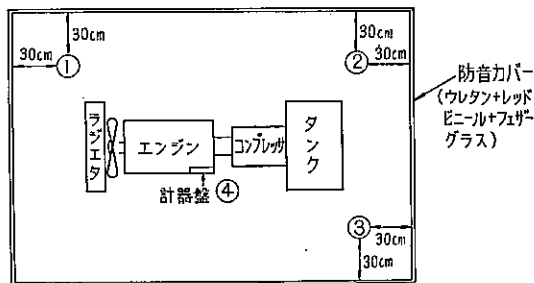 30cm
30cm
30cm
①
②
30cm
防音カバー
(ウレタン+レッド
ビニール+フェザー
グラス)
ラジエタ
エンジン
コンプレッサ
タンク
計器盤
④
③
30cm
30cm